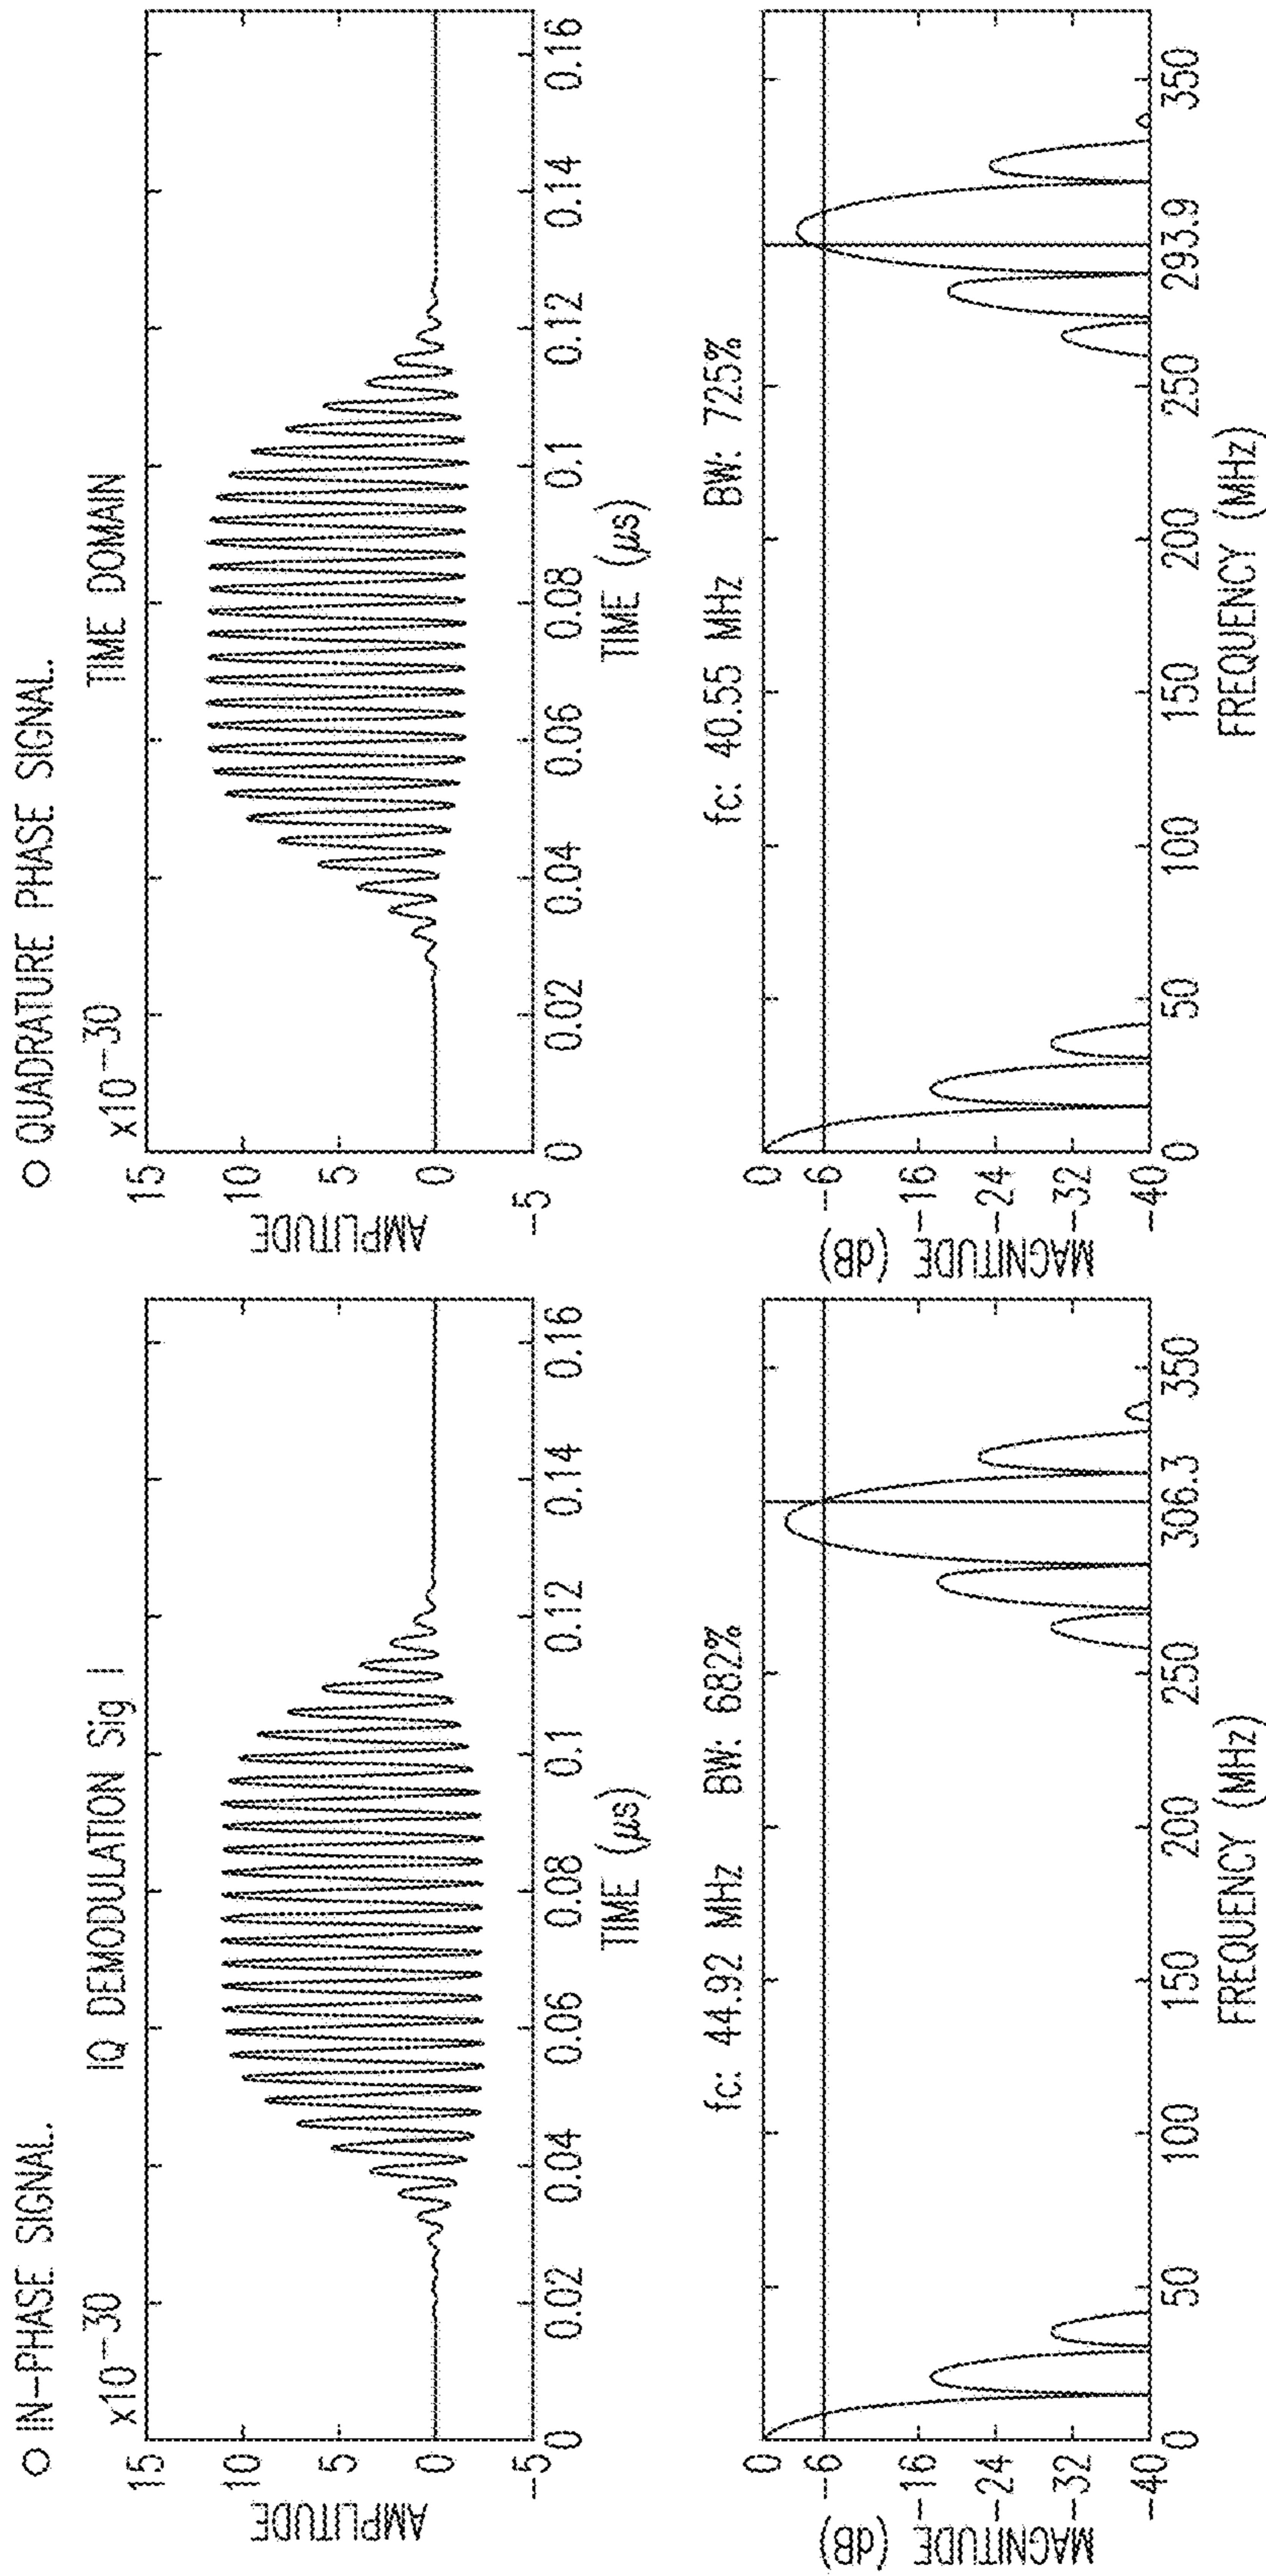 ○ IN-PHASE SIGNAL.
IQ DEMODULATION Sig I
x10-30
15
10
5
0
-5
AMPLITUDE
0 0.02 0.04 0.06 0.08 0.1 0.12 0.14 0.16
TIME (μs)
fc: 44.92 MHz BW: 682%
0
-6
-16
-24
-32
-40
MAGNITUDE (dB)
0 50 100 150 200 250 306.3 350
FREQUENCY (MHz)
○ QUADRATURE PHASE SIGNAL.
TIME DOMAIN
x10-30
15
10
5
0
-5
AMPLITUDE
0 0.02 0.04 0.06 0.08 0.1 0.12 0.14 0.16
TIME (μs)
fc: 40.55 MHz BW: 725%
0
-6
-16
-24
-32
-40
MAGNITUDE (dB)
0 50 100 150 200 250 293.9 350
FREQUENCY (MHz)